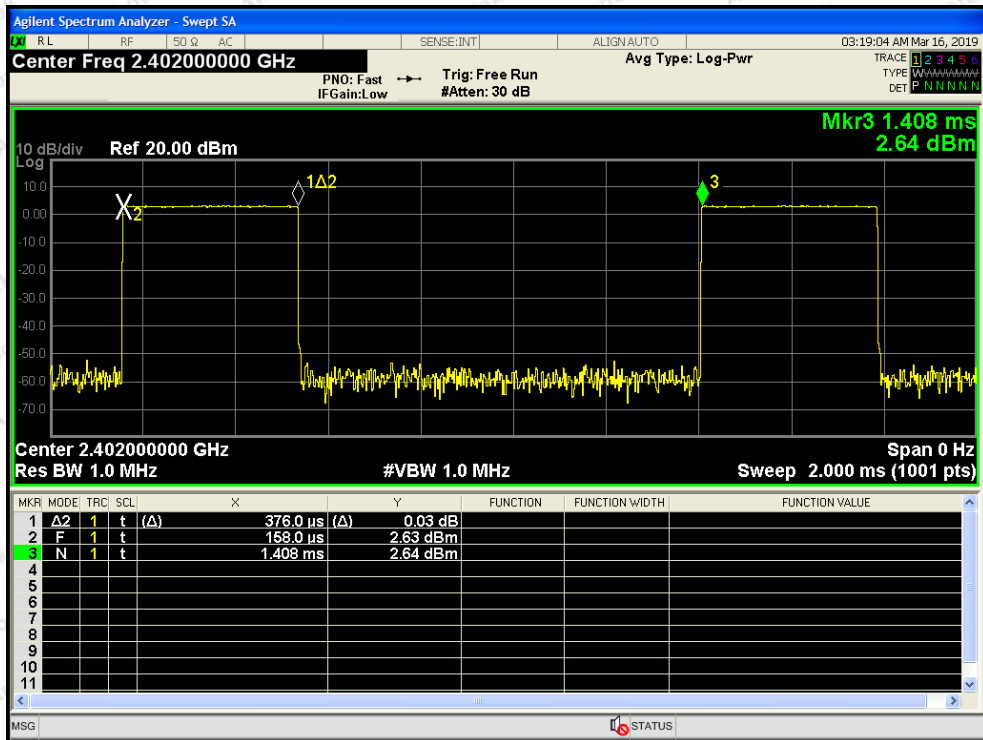 Agilent Spectrum Analyzer - Swept SA
LXI RL RF 50 Ω AC SENSE:INT ALIGN AUTO 03:19:04 AM Mar 16, 2019
Center Freq 2.402000000 GHz Avg Type: Log-Pwr TRACE 1 2 3 4 5 6
PNO: Fast Trig: Free Run TYPE WWWWWW
IFGain:Low #Atten: 30 dB DET P N N N N N
Mkr3 1.408 ms
10 dB/div Ref 20.00 dBm 2.64 dBm
Log
10.0
0.00
-10.0
-20.0
-30.0
-40.0
-50.0
-60.0
-70.0
X2
1Δ2
3
Center 2.402000000 GHz Span 0 Hz
Res BW 1.0 MHz #VBW 1.0 MHz Sweep 2.000 ms (1001 pts)
MKR MODE TRC SCL X Y FUNCTION FUNCTION WIDTH FUNCTION VALUE
1 Δ2 1 t (Δ) 376.0 µs (Δ) 0.03 dB
2 F 1 t 158.0 µs 2.63 dBm
3 N 1 t 1.408 ms 2.64 dBm
4
5
6
7
8
9
10
11
MSG STATUS